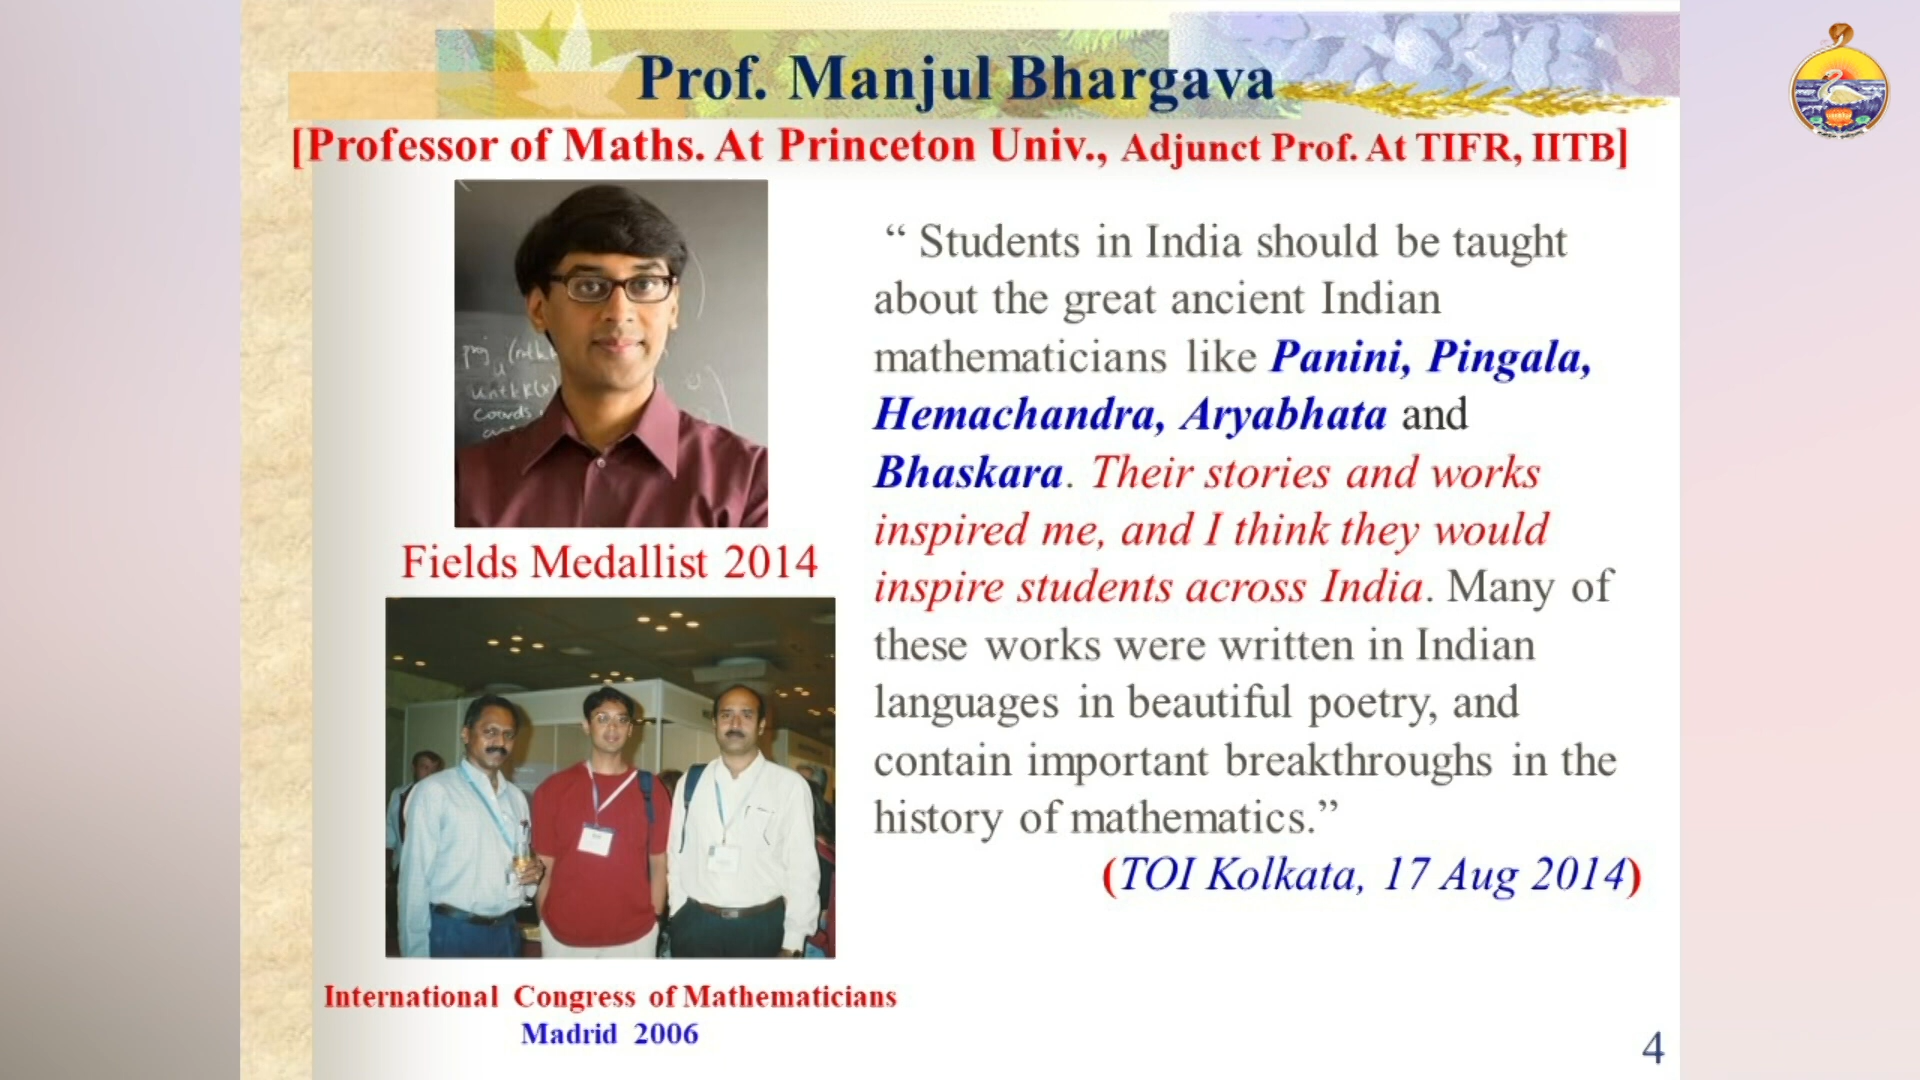 Prof. Manjul Bhargava
[Professor of Maths. At Princeton Univ., Adjunct Prof. At TIFR, IITB]
“ Students in India should be taught
about the great ancient Indian
mathematicians like Panini, Pingala,
Hemachandra, Aryabhata and
Bhaskara. Their stories and works
inspired me, and I think they would
inspire students across India. Many of
these works were written in Indian
languages in beautiful poetry, and
contain important breakthroughs in the
history of mathematics.”
(TOI Kolkata, 17 Aug 2014)
Fields Medallist 2014
International Congress of Mathematicians
Madrid 2006
4